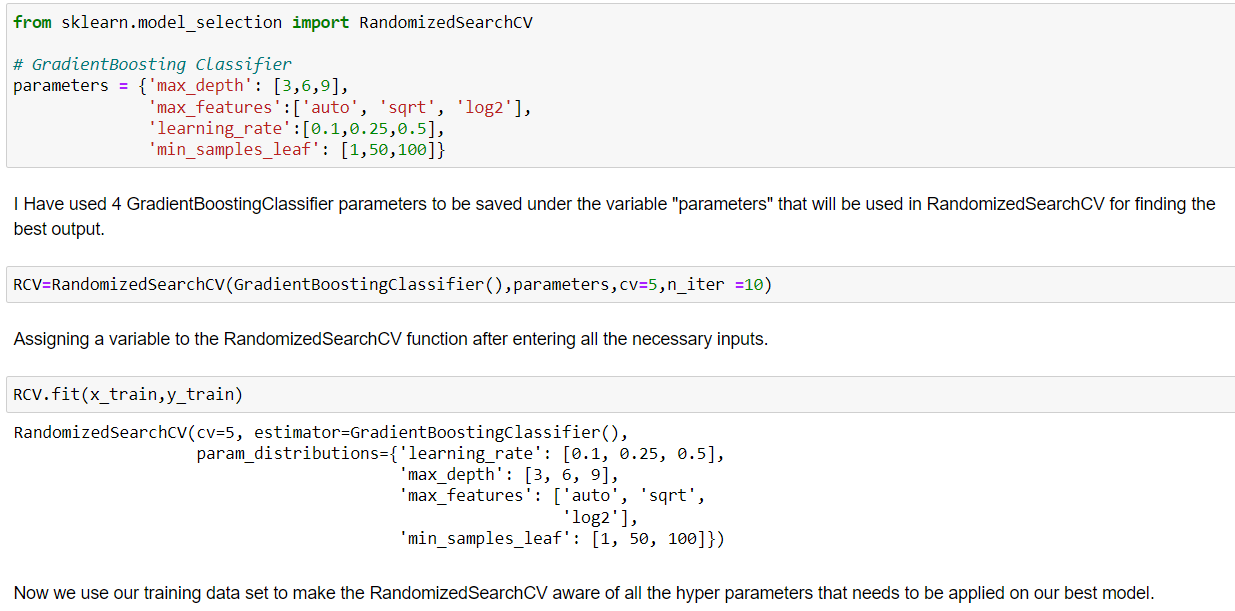 from sklearn.model_selection import RandomizedSearchCV
# GradientBoosting Classifier
parameters = {'max_depth': [3,6,9],
'max_features':['auto', 'sqrt', 'log2'],
'learning_rate':[0.1,0.25,0.5],
'min_samples_leaf': [1,50,100]}
I Have used 4 GradientBoostingClassifier parameters to be saved under the variable "parameters" that will be used in RandomizedSearchCV for finding the
best output.
RCV=RandomizedSearchCV(GradientBoostingClassifier(),parameters,cv=5,n_iter =10)
Assigning a variable to the RandomizedSearchCV function after entering all the necessary inputs.
RCV.fit(x_train,y_train)
RandomizedSearchCV(cv=5, estimator=GradientBoostingClassifier(),
param_distributions={'learning_rate': [0.1, 0.25, 0.5],
'max_depth': [3, 6, 9],
'max_features': ['auto', 'sqrt',
'log2'],
'min_samples_leaf': [1, 50, 100]})
Now we use our training data set to make the RandomizedSearchCV aware of all the hyper parameters that needs to be applied on our best model.